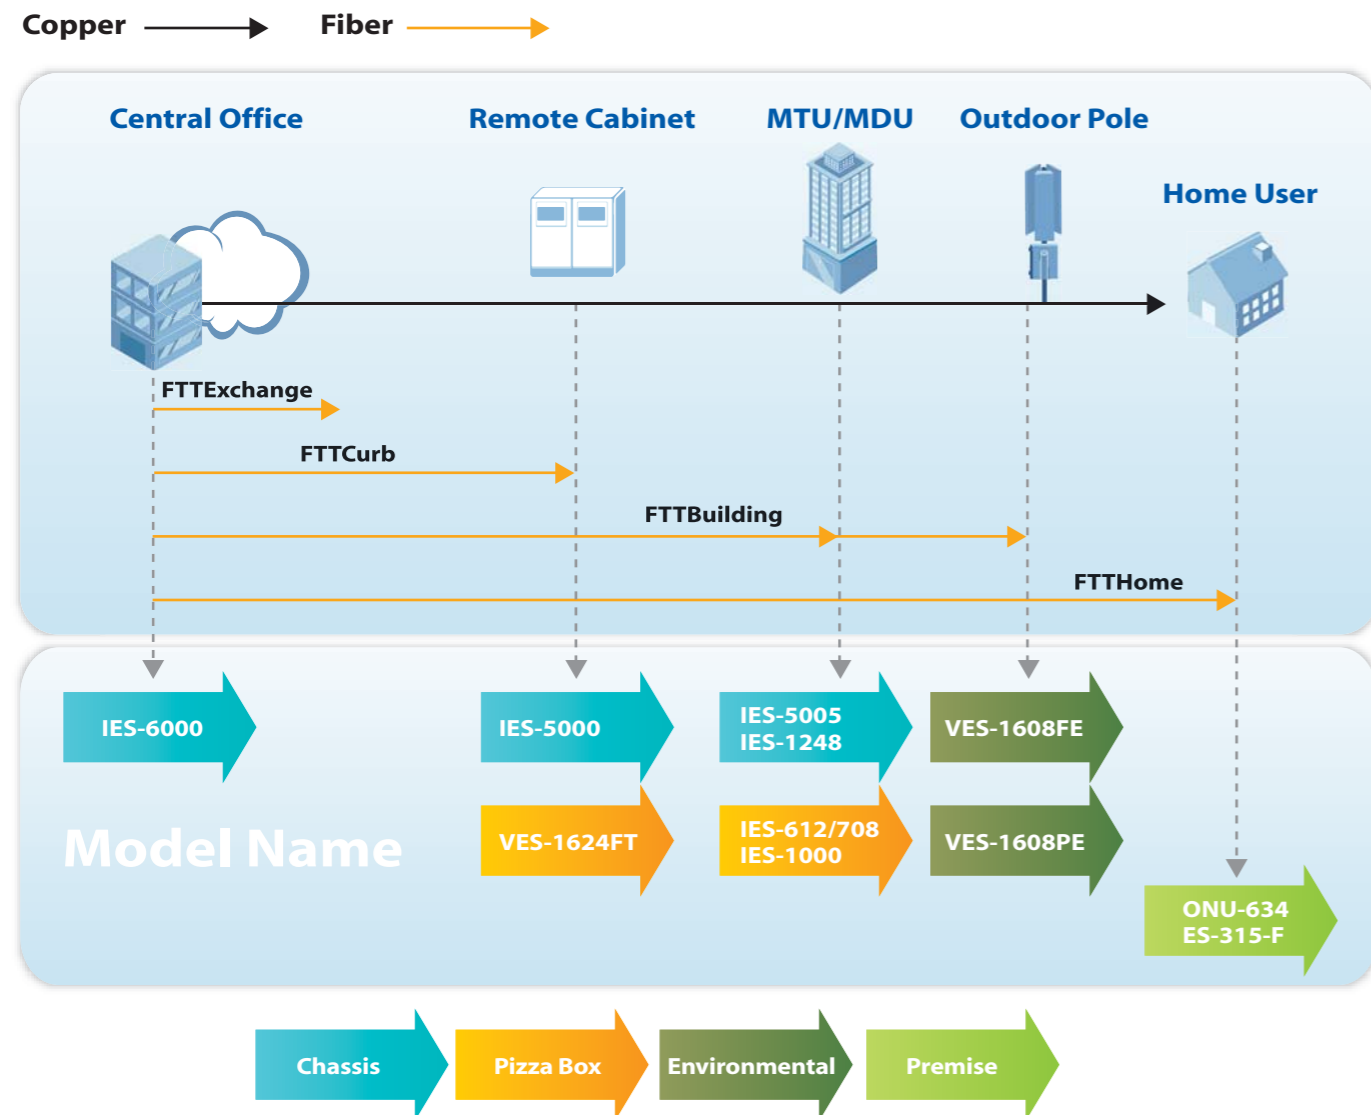 Copper
Fiber
Central Office
Remote Cabinet
MTU/MDU
Outdoor Pole
Home User
FTTExchange
FTTCurb
FTTBuilding
FTTHome
IES-6000
IES-5000
IES-5005
IES-1248
VES-1608FE
Model Name
VES-1624FT
IES-612/708
IES-1000
VES-1608PE
ONU-634
ES-315-F
Chassis
Pizza Box
Environmental
Premise